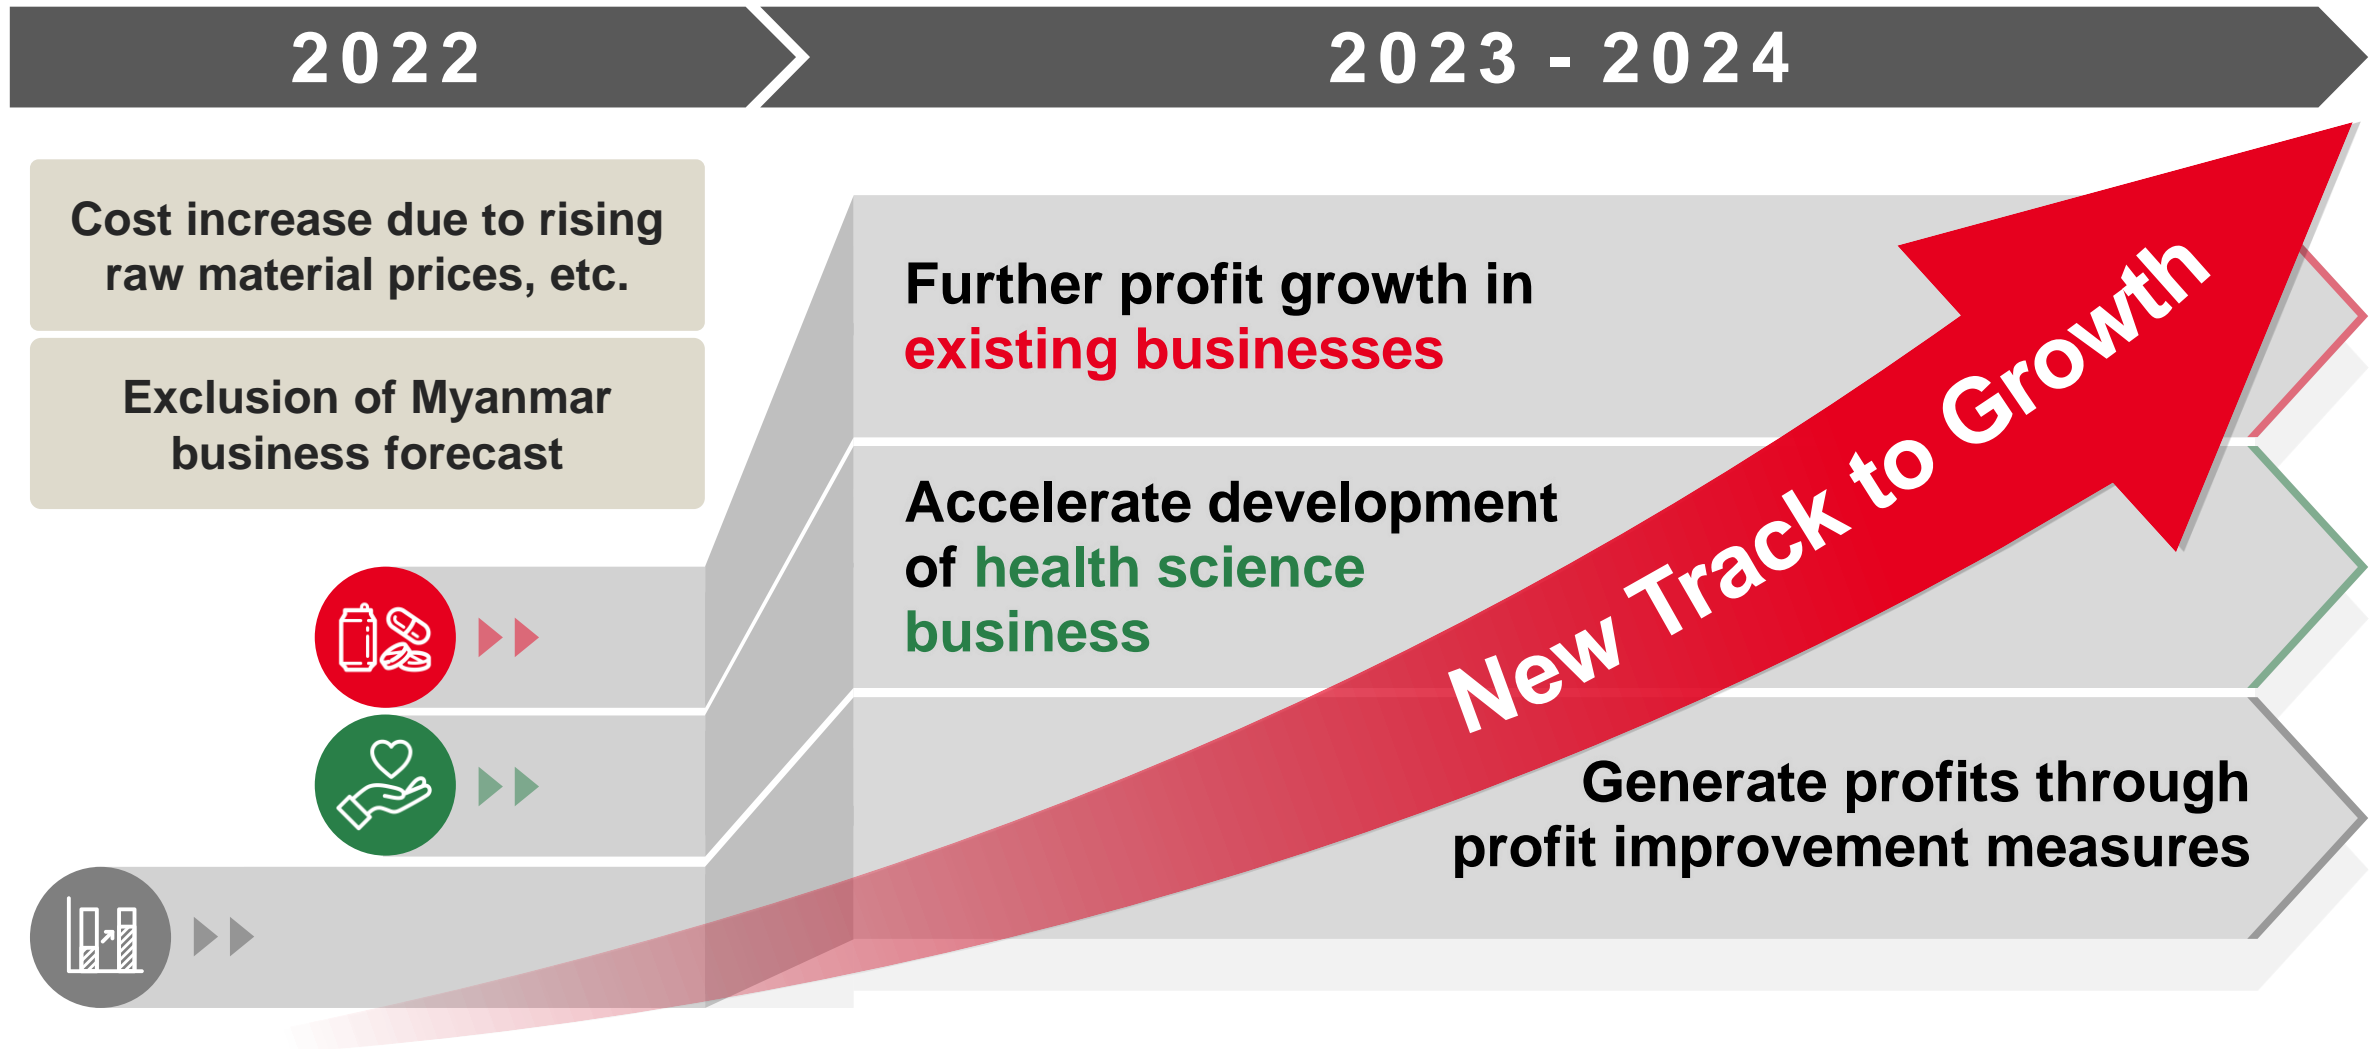 2022
2023 - 2024
Cost increase due to rising
raw material prices, etc.
Exclusion of Myanmar
business forecast
Further profit growth in
existing businesses
Accelerate development
of health science
business
New Track to Growth
Generate profits through
profit improvement measures